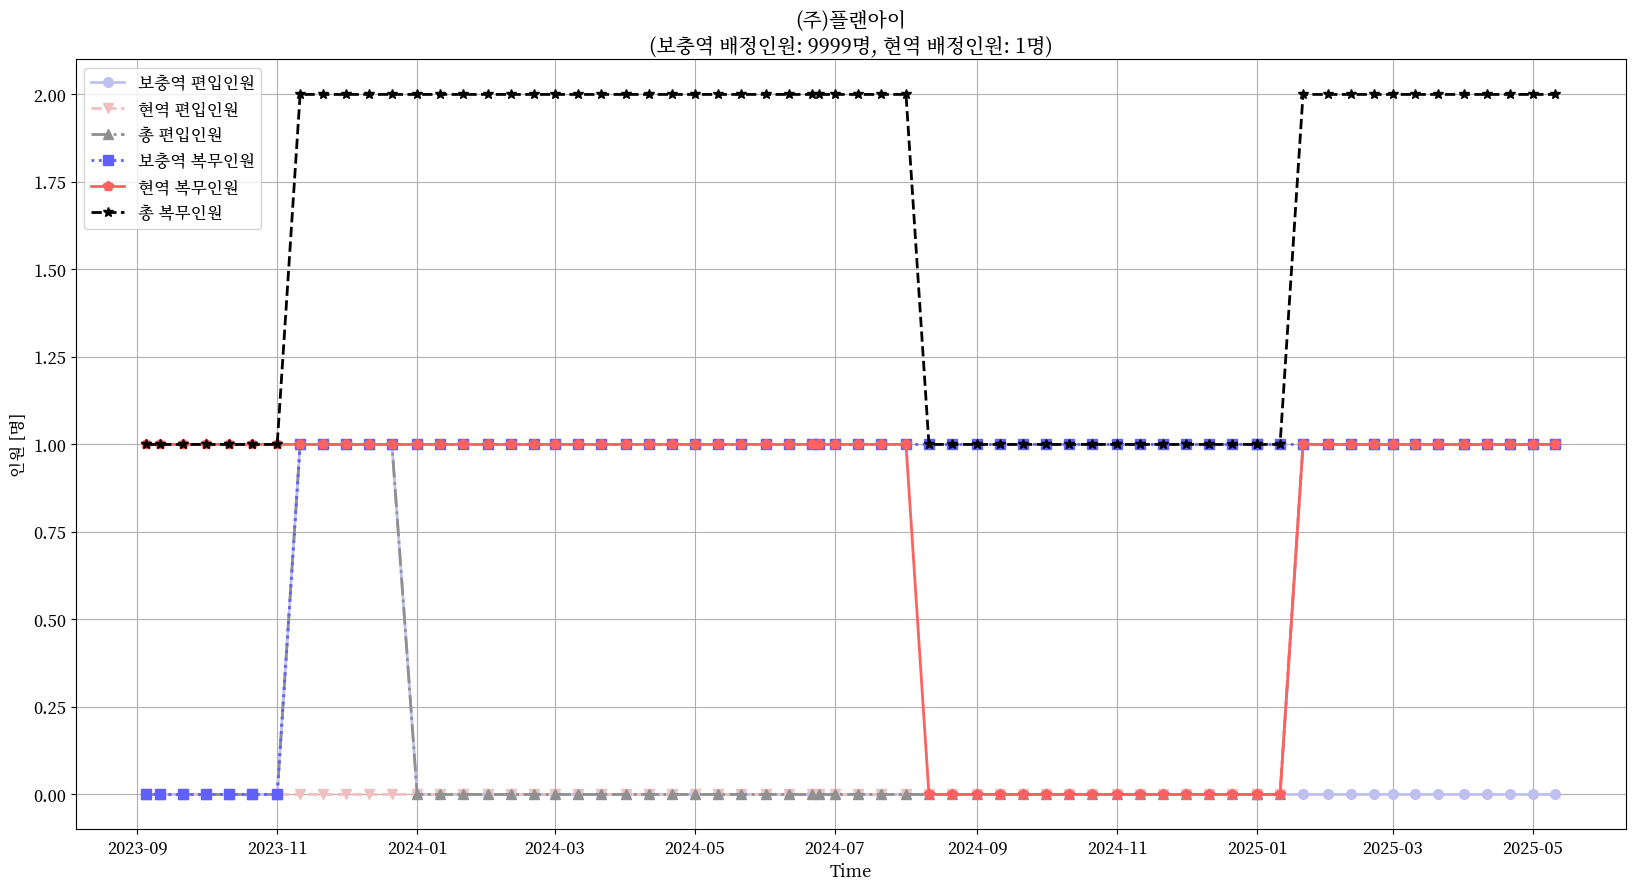 (주)플랜아이
(보충역 배정인원: 9999명, 현역 배정인원: 1명)
보충역 편입인원
현역 편입인원
총 편입인원
보충역 복무인원
현역 복무인원
총 복무인원
인원 [명]
2.00
1.75
1.50
1.25
1.00
0.75
0.50
0.25
0.00
2023-09 2023-11 2024-01 2024-03 2024-05 2024-07 2024-09 2024-11 2025-01 2025-03 2025-05
Time